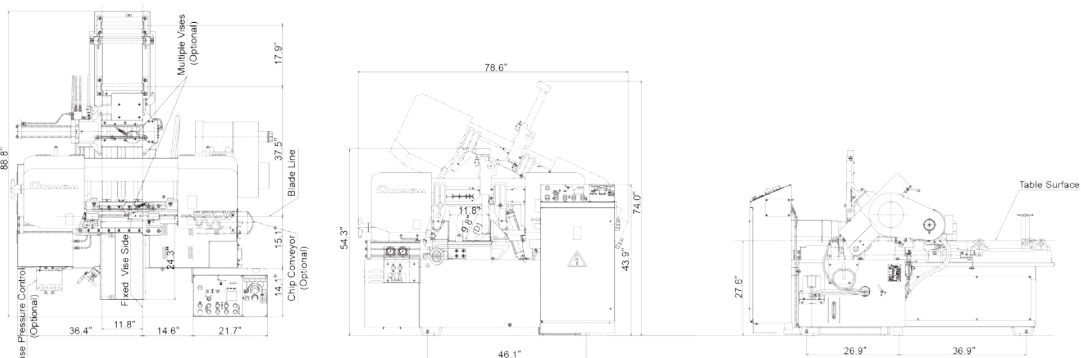 Multiple Vises
(Optional)
17.9"
88.8"
37.5"
Blade Line
15.1"
Chip Conveyor
(Optional)
14.1"
Fixed Vise Side
24.3"
ise Pressure Control
(Optional)
36.4"
11.8"
14.6"
21.7"
78.6"
54.3"
11.8"
9.8"
(D)
74.0"
43.9"
46.1"
Table Surface
27.6"
26.9"
36.9"